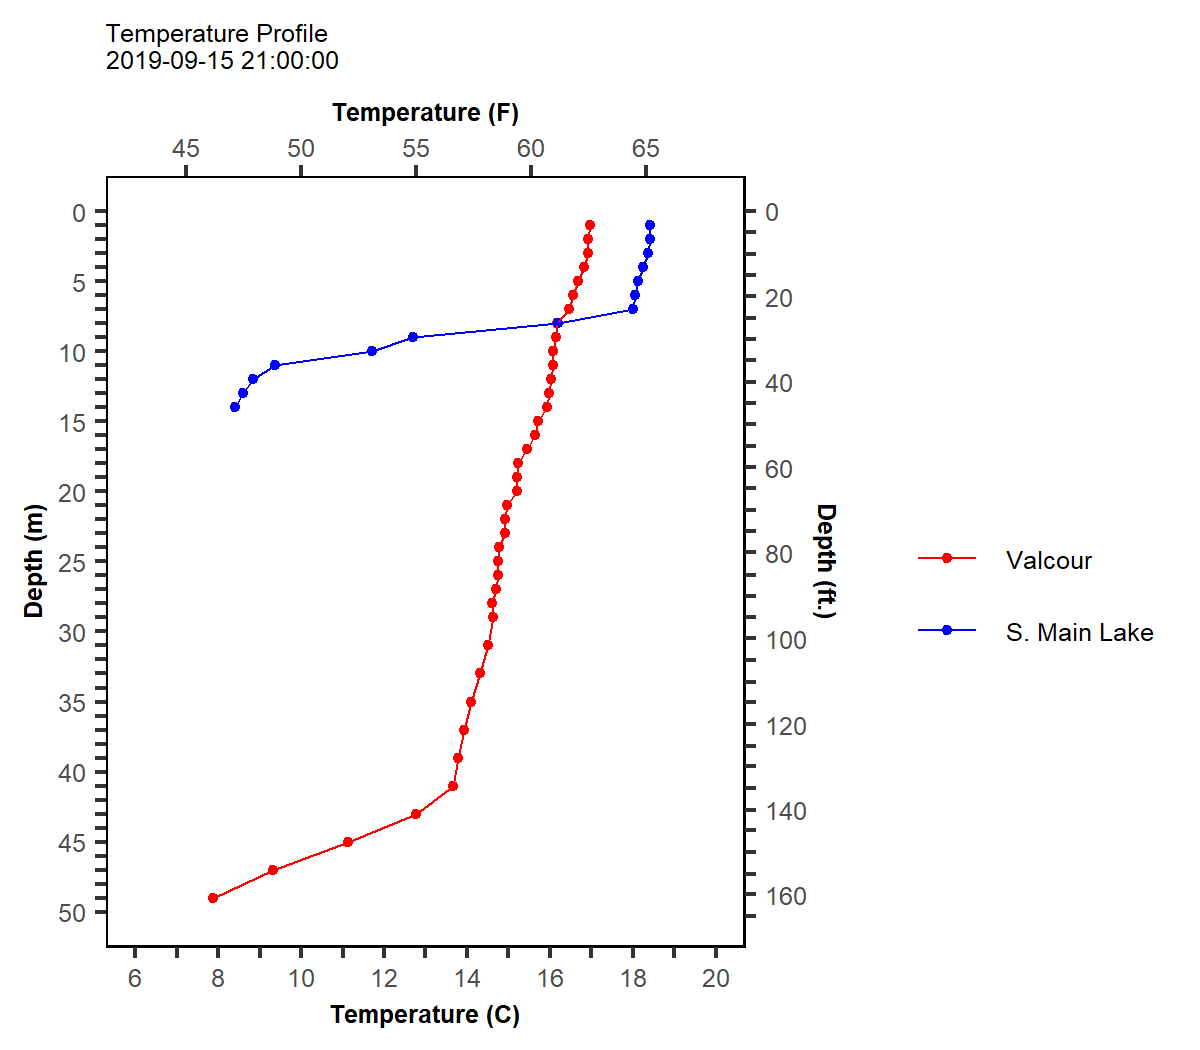 Temperature Profile
2019-09-15 21:00:00
Temperature (F)
45 50 55 60 65
0 0
5
20
10
40
15
60
20
Depth (m)
Depth (ft.)
25
80
Valcour
30
100
S. Main Lake
35
120
40
140
45
160
50
6 8 10 12 14 16 18 20
Temperature (C)